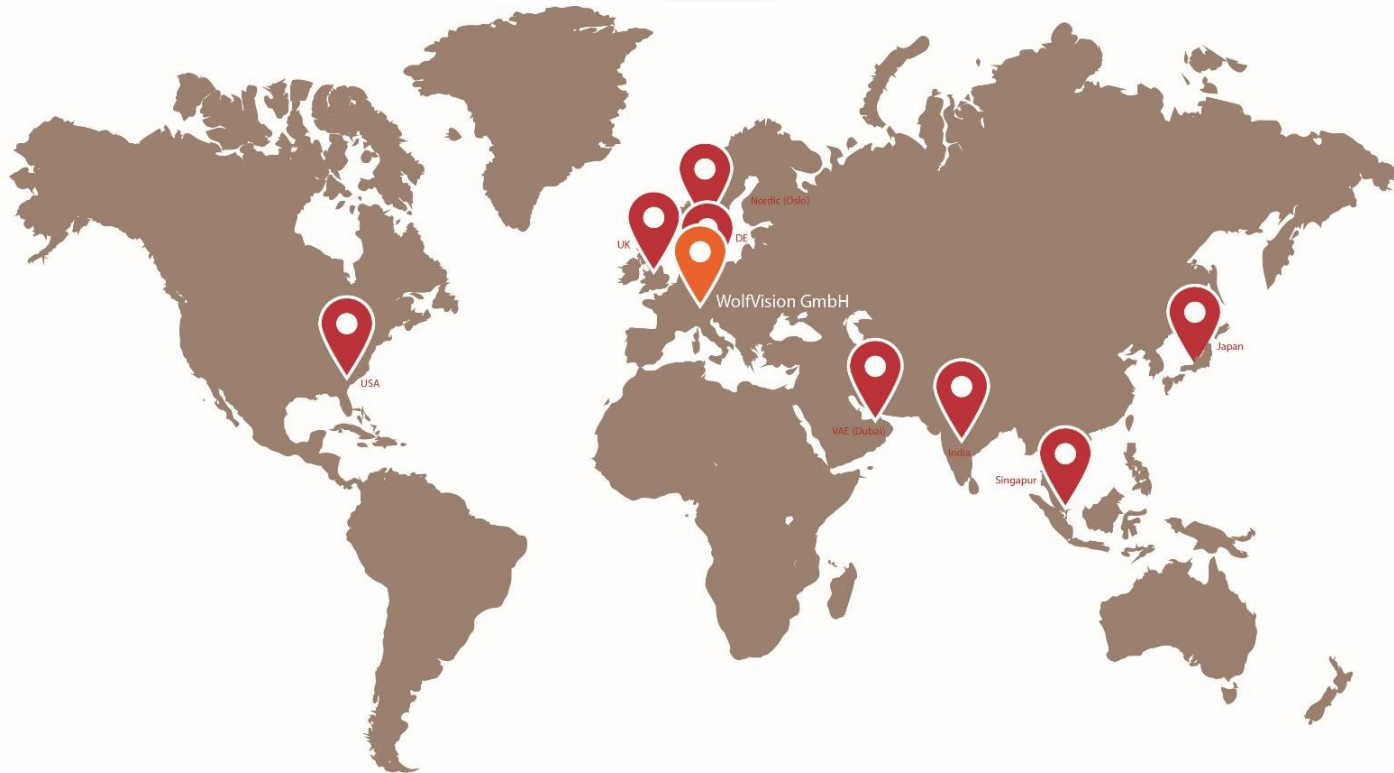 Nordic (Oslo)
UK
DE
WolfVision GmbH
USA
Japan
VAE (Dubai)
India
Singapur